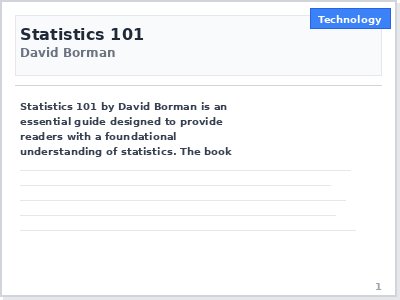 Technology
Statistics 101
David Borman
Statistics 101 by David Borman is an
essential guide designed to provide
readers with a foundational
understanding of statistics. The book
1